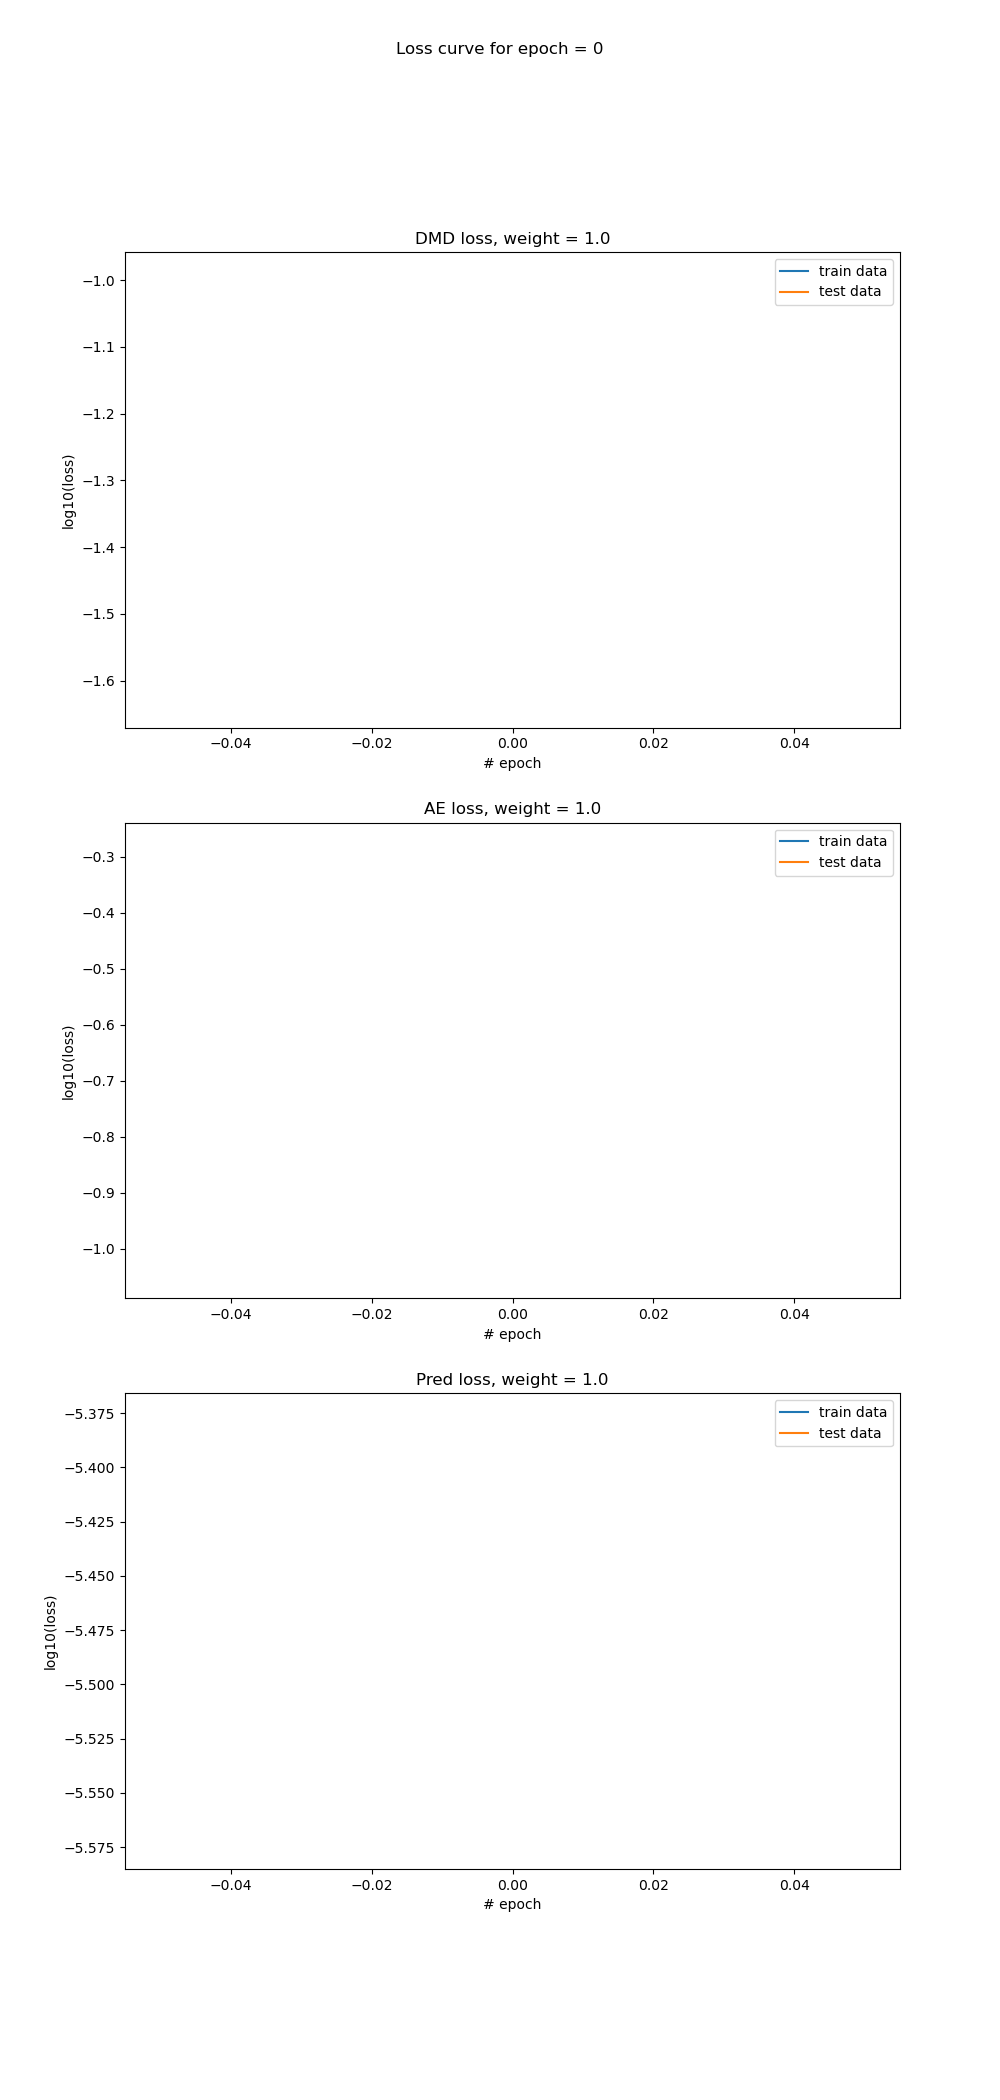 Loss curve for epoch = 0
DMD loss, weight = 1.0
train data
test data
−1.0
−1.1
−1.2
−1.3
−1.4
−1.5
−1.6
log10(loss)
−0.04 −0.02 0.00 0.02 0.04
# epoch
AE loss, weight = 1.0
train data
test data
−0.3
−0.4
−0.5
−0.6
−0.7
−0.8
−0.9
−1.0
log10(loss)
−0.04 −0.02 0.00 0.02 0.04
# epoch
Pred loss, weight = 1.0
train data
test data
−5.375
−5.400
−5.425
−5.450
−5.475
−5.500
−5.525
−5.550
−5.575
log10(loss)
−0.04 −0.02 0.00 0.02 0.04
# epoch